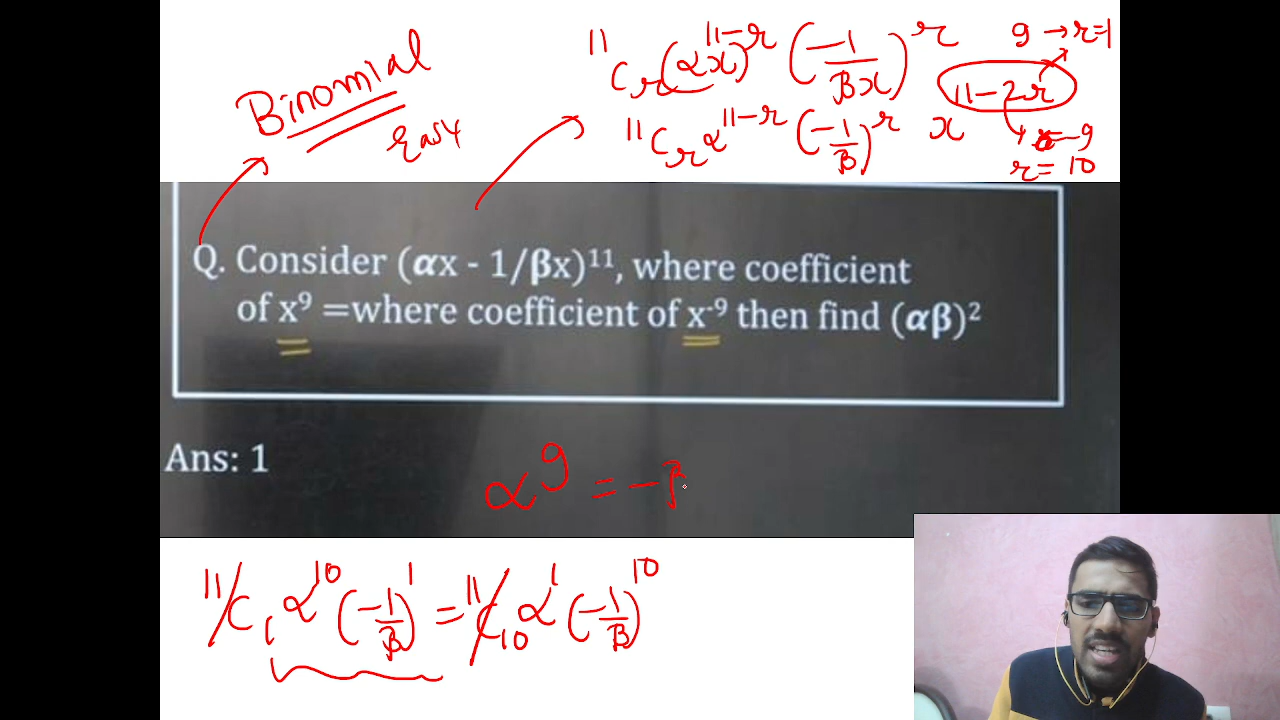 Binomial
Easy
¹¹Cᵣ(αx)¹¹⁻ʳ (-1/βx)ʳ
9 → r=1
¹¹Cᵣ α¹¹⁻ʳ (-1/β)ʳ x¹¹⁻²ʳ
-9
r = 10
Q. Consider (αx - 1/βx)¹¹, where coefficient
of x⁹ =where coefficient of x⁻⁹ then find (αβ)²
Ans: 1
α⁹ = -β
¹¹C₁ α¹⁰ (-1/β)¹ = ¹¹C₁₀ α¹ (-1/β)¹⁰